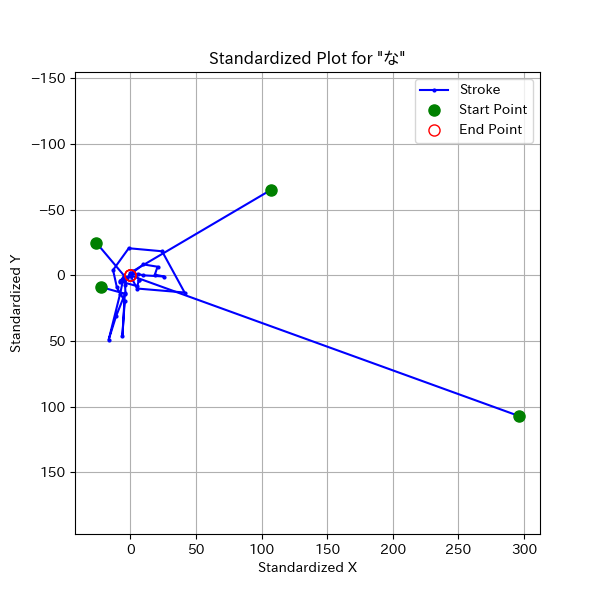 Standardized Plot for "な"
Stroke
Start Point
End Point
−150
−100
−50
0
50
100
150
Standardized Y
0 50 100 150 200 250 300
Standardized X